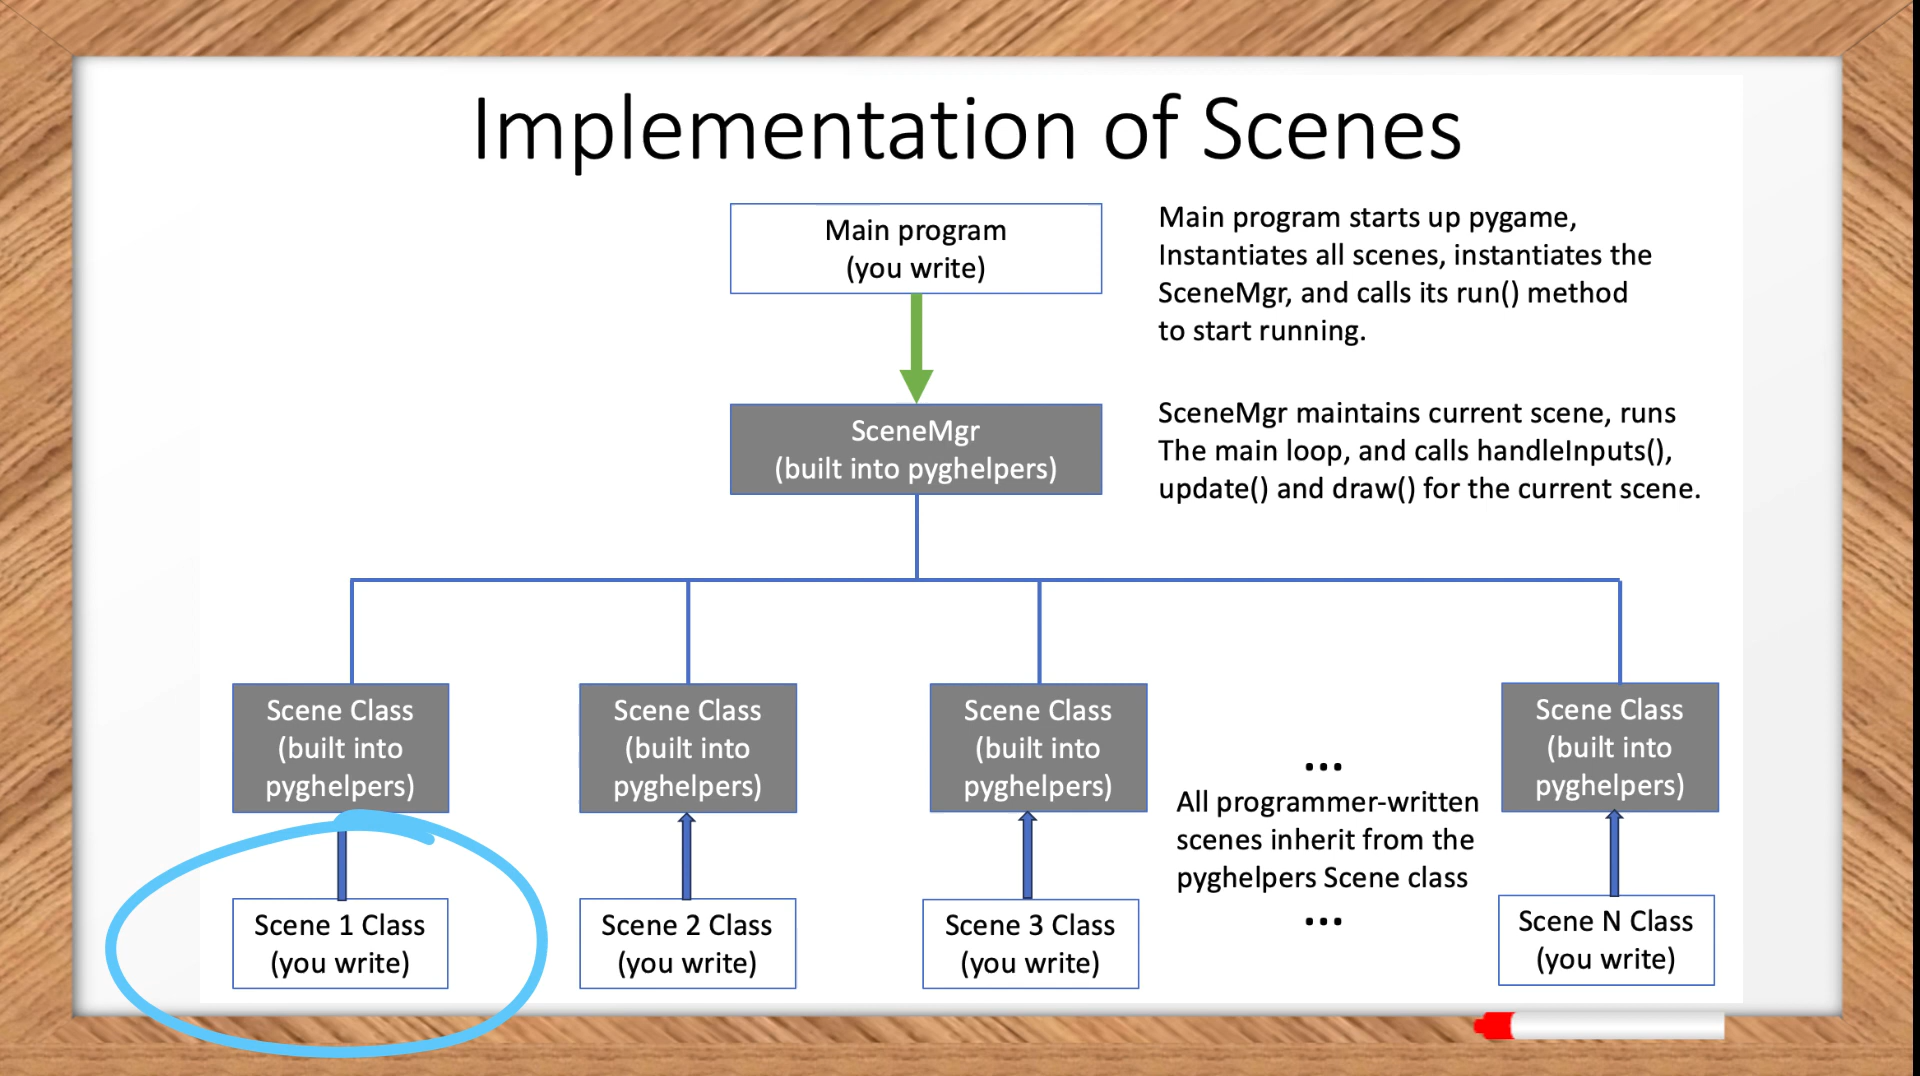 Implementation of Scenes
Main program
(you write)
Main program starts up pygame,
Instantiates all scenes, instantiates the
SceneMgr, and calls its run() method
to start running.
SceneMgr
(built into pyghelpers)
SceneMgr maintains current scene, runs
The main loop, and calls handleInputs(),
update() and draw() for the current scene.
Scene Class
(built into
pyghelpers)
Scene Class
(built into
pyghelpers)
Scene Class
(built into
pyghelpers)
...
All programmer-written
scenes inherit from the
pyghelpers Scene class
...
Scene Class
(built into
pyghelpers)
Scene 1 Class
(you write)
Scene 2 Class
(you write)
Scene 3 Class
(you write)
Scene N Class
(you write)